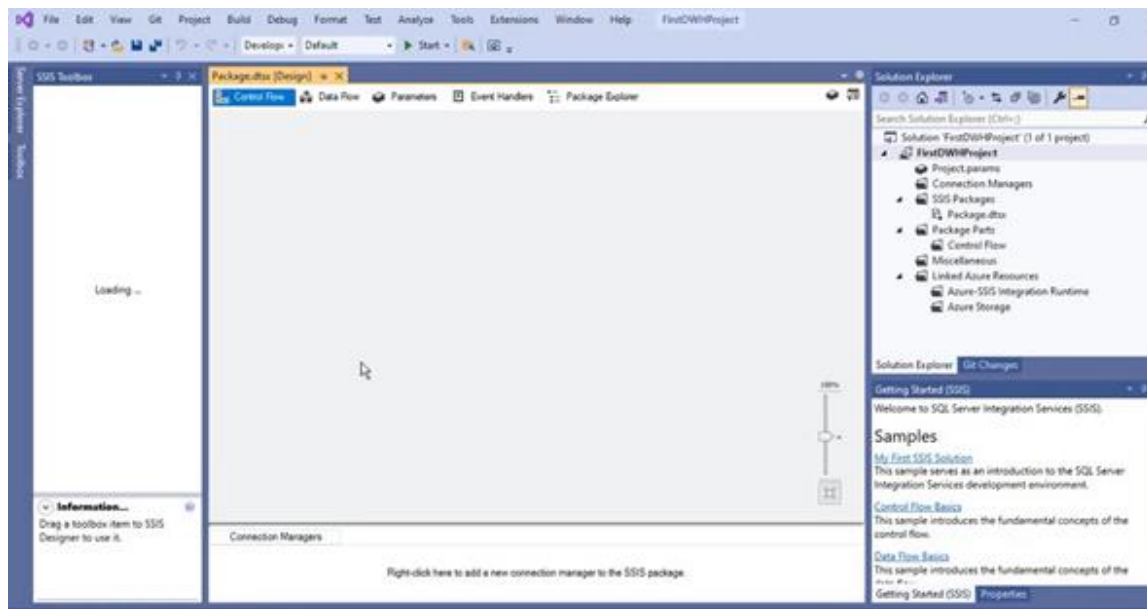 File Edit View Git Project Build Debug Format Test Analyze Tools Extensions Window Help FirstDWHProject
Develop Default Start
Server Explorer
Toolbox
SSIS Toolbox
Loading ...
Information...
Drag a toolbox item to SSIS
Designer to use it.
Package.dtsx [Design]
Control Flow Data Flow Parameters Event Handlers Package Explorer
100%
Connection Managers
Right-click here to add a new connection manager to the SSIS package.
Solution Explorer
Search Solution Explorer (Ctrl+;)
Solution 'FirstDWHProject' (1 of 1 project)
FirstDWHProject
Project.params
Connection Managers
SSIS Packages
Package.dtsx
Package Parts
Control Flow
Miscellaneous
Linked Azure Resources
Azure-SSIS Integration Runtime
Azure Storage
Solution Explorer Git Changes
Getting Started (SSIS)
Welcome to SQL Server Integration Services (SSIS).
Samples
My First SSIS Solution
This sample serves as an introduction to the SQL Server
Integration Services development environment.
Control Flow Basics
This sample introduces the fundamental concepts of the
control flow.
Data Flow Basics
This sample introduces the fundamental concepts of the
Getting Started (SSIS) Properties